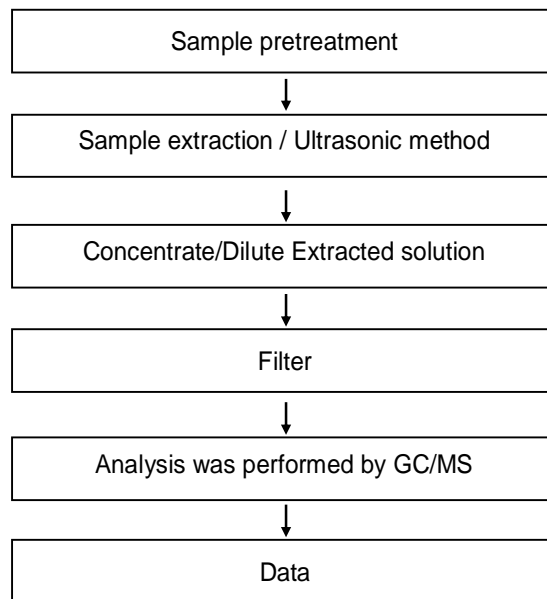 Sample pretreatment
Sample extraction / Ultrasonic method
Concentrate/Dilute Extracted solution
Filter
Analysis was performed by GC/MS
Data